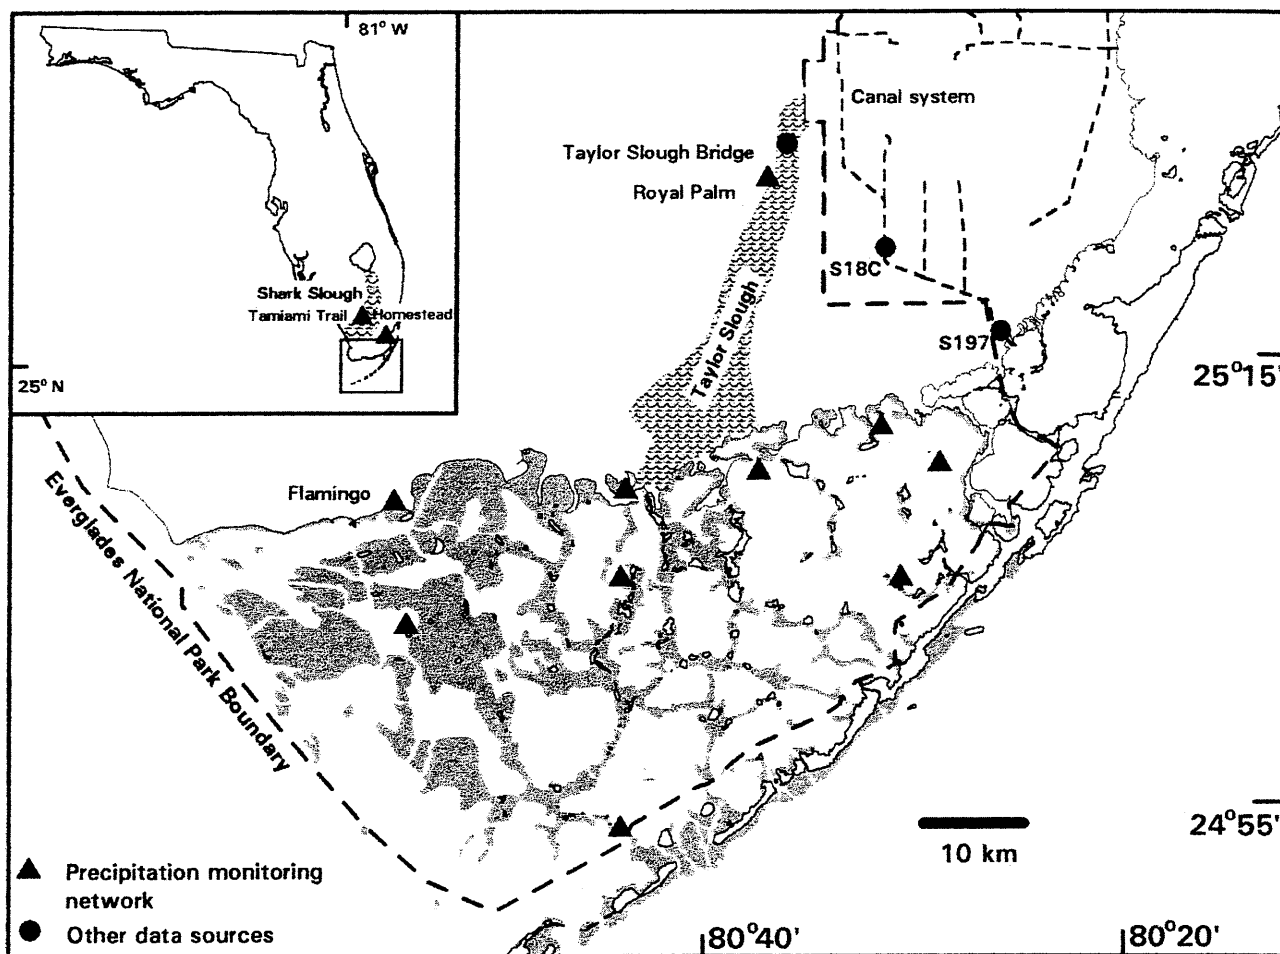 81° W
Shark Slough
Tamiami Trail
Homestead
25° N
Canal system
Taylor Slough Bridge
Royal Palm
S18C
Taylor Slough
S197
25°15'
Flamingo
Everglades National Park Boundary
24°55'
10 km
Precipitation monitoring
network
Other data sources
80°40'
80°20'